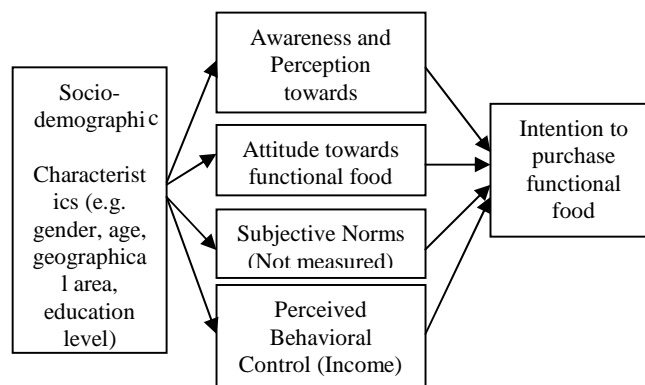 Socio-
demographic
Characterist
ics (e.g.
gender, age,
geographica
l area,
education
level)
Awareness and
Perception
towards
Attitude towards
functional food
Subjective Norms
(Not measured)
Perceived
Behavioral
Control (Income)
Intention to
purchase
functional
food